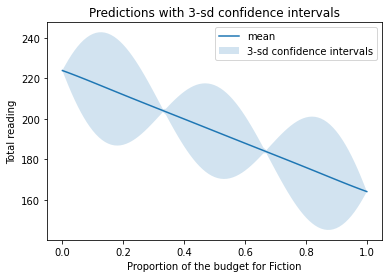 Predictions with 3-sd confidence intervals
mean
3-sd confidence intervals
240
220
200
180
160
Total reading
0.0 0.2 0.4 0.6 0.8 1.0
Proportion of the budget for Fiction